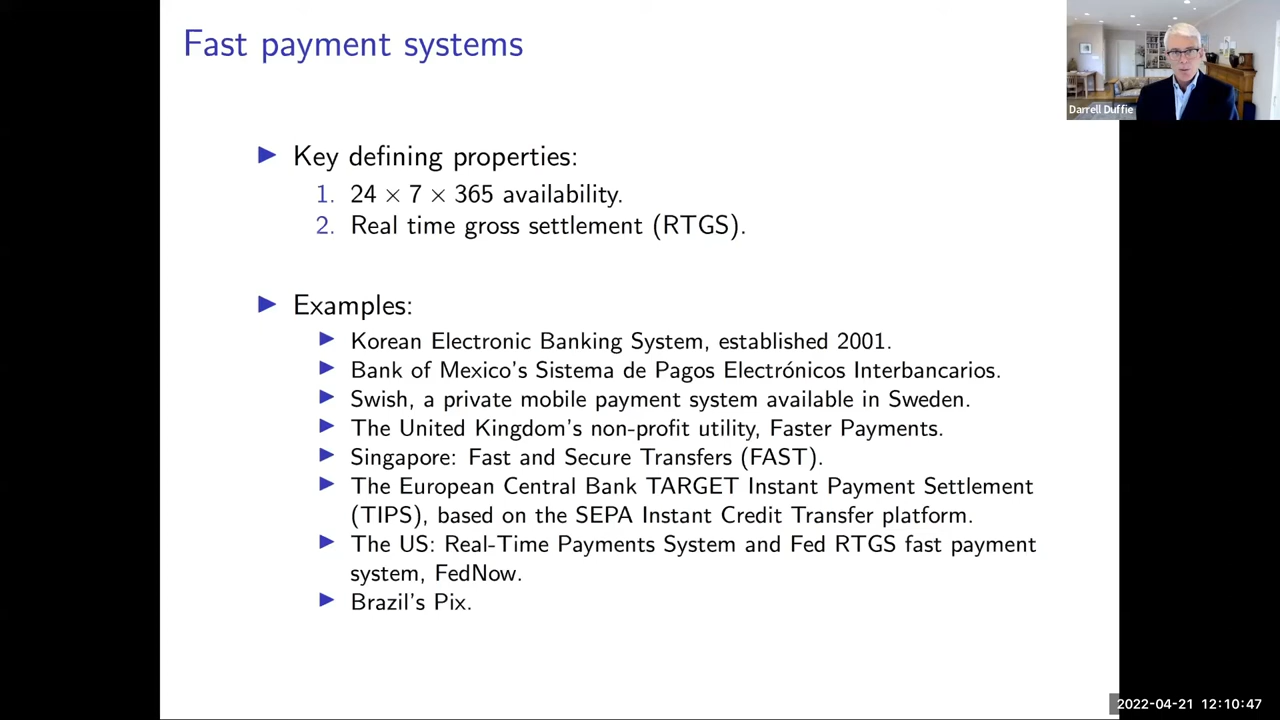 Fast payment systems
Darrell Duffie
▶ Key defining properties:
1. 24 × 7 × 365 availability.
2. Real time gross settlement (RTGS).
▶ Examples:
▶ Korean Electronic Banking System, established 2001.
▶ Bank of Mexico's Sistema de Pagos Electrónicos Interbancarios.
▶ Swish, a private mobile payment system available in Sweden.
▶ The United Kingdom's non-profit utility, Faster Payments.
▶ Singapore: Fast and Secure Transfers (FAST).
▶ The European Central Bank TARGET Instant Payment Settlement
(TIPS), based on the SEPA Instant Credit Transfer platform.
▶ The US: Real-Time Payments System and Fed RTGS fast payment
system, FedNow.
▶ Brazil's Pix.
2022-04-21 12:10:47